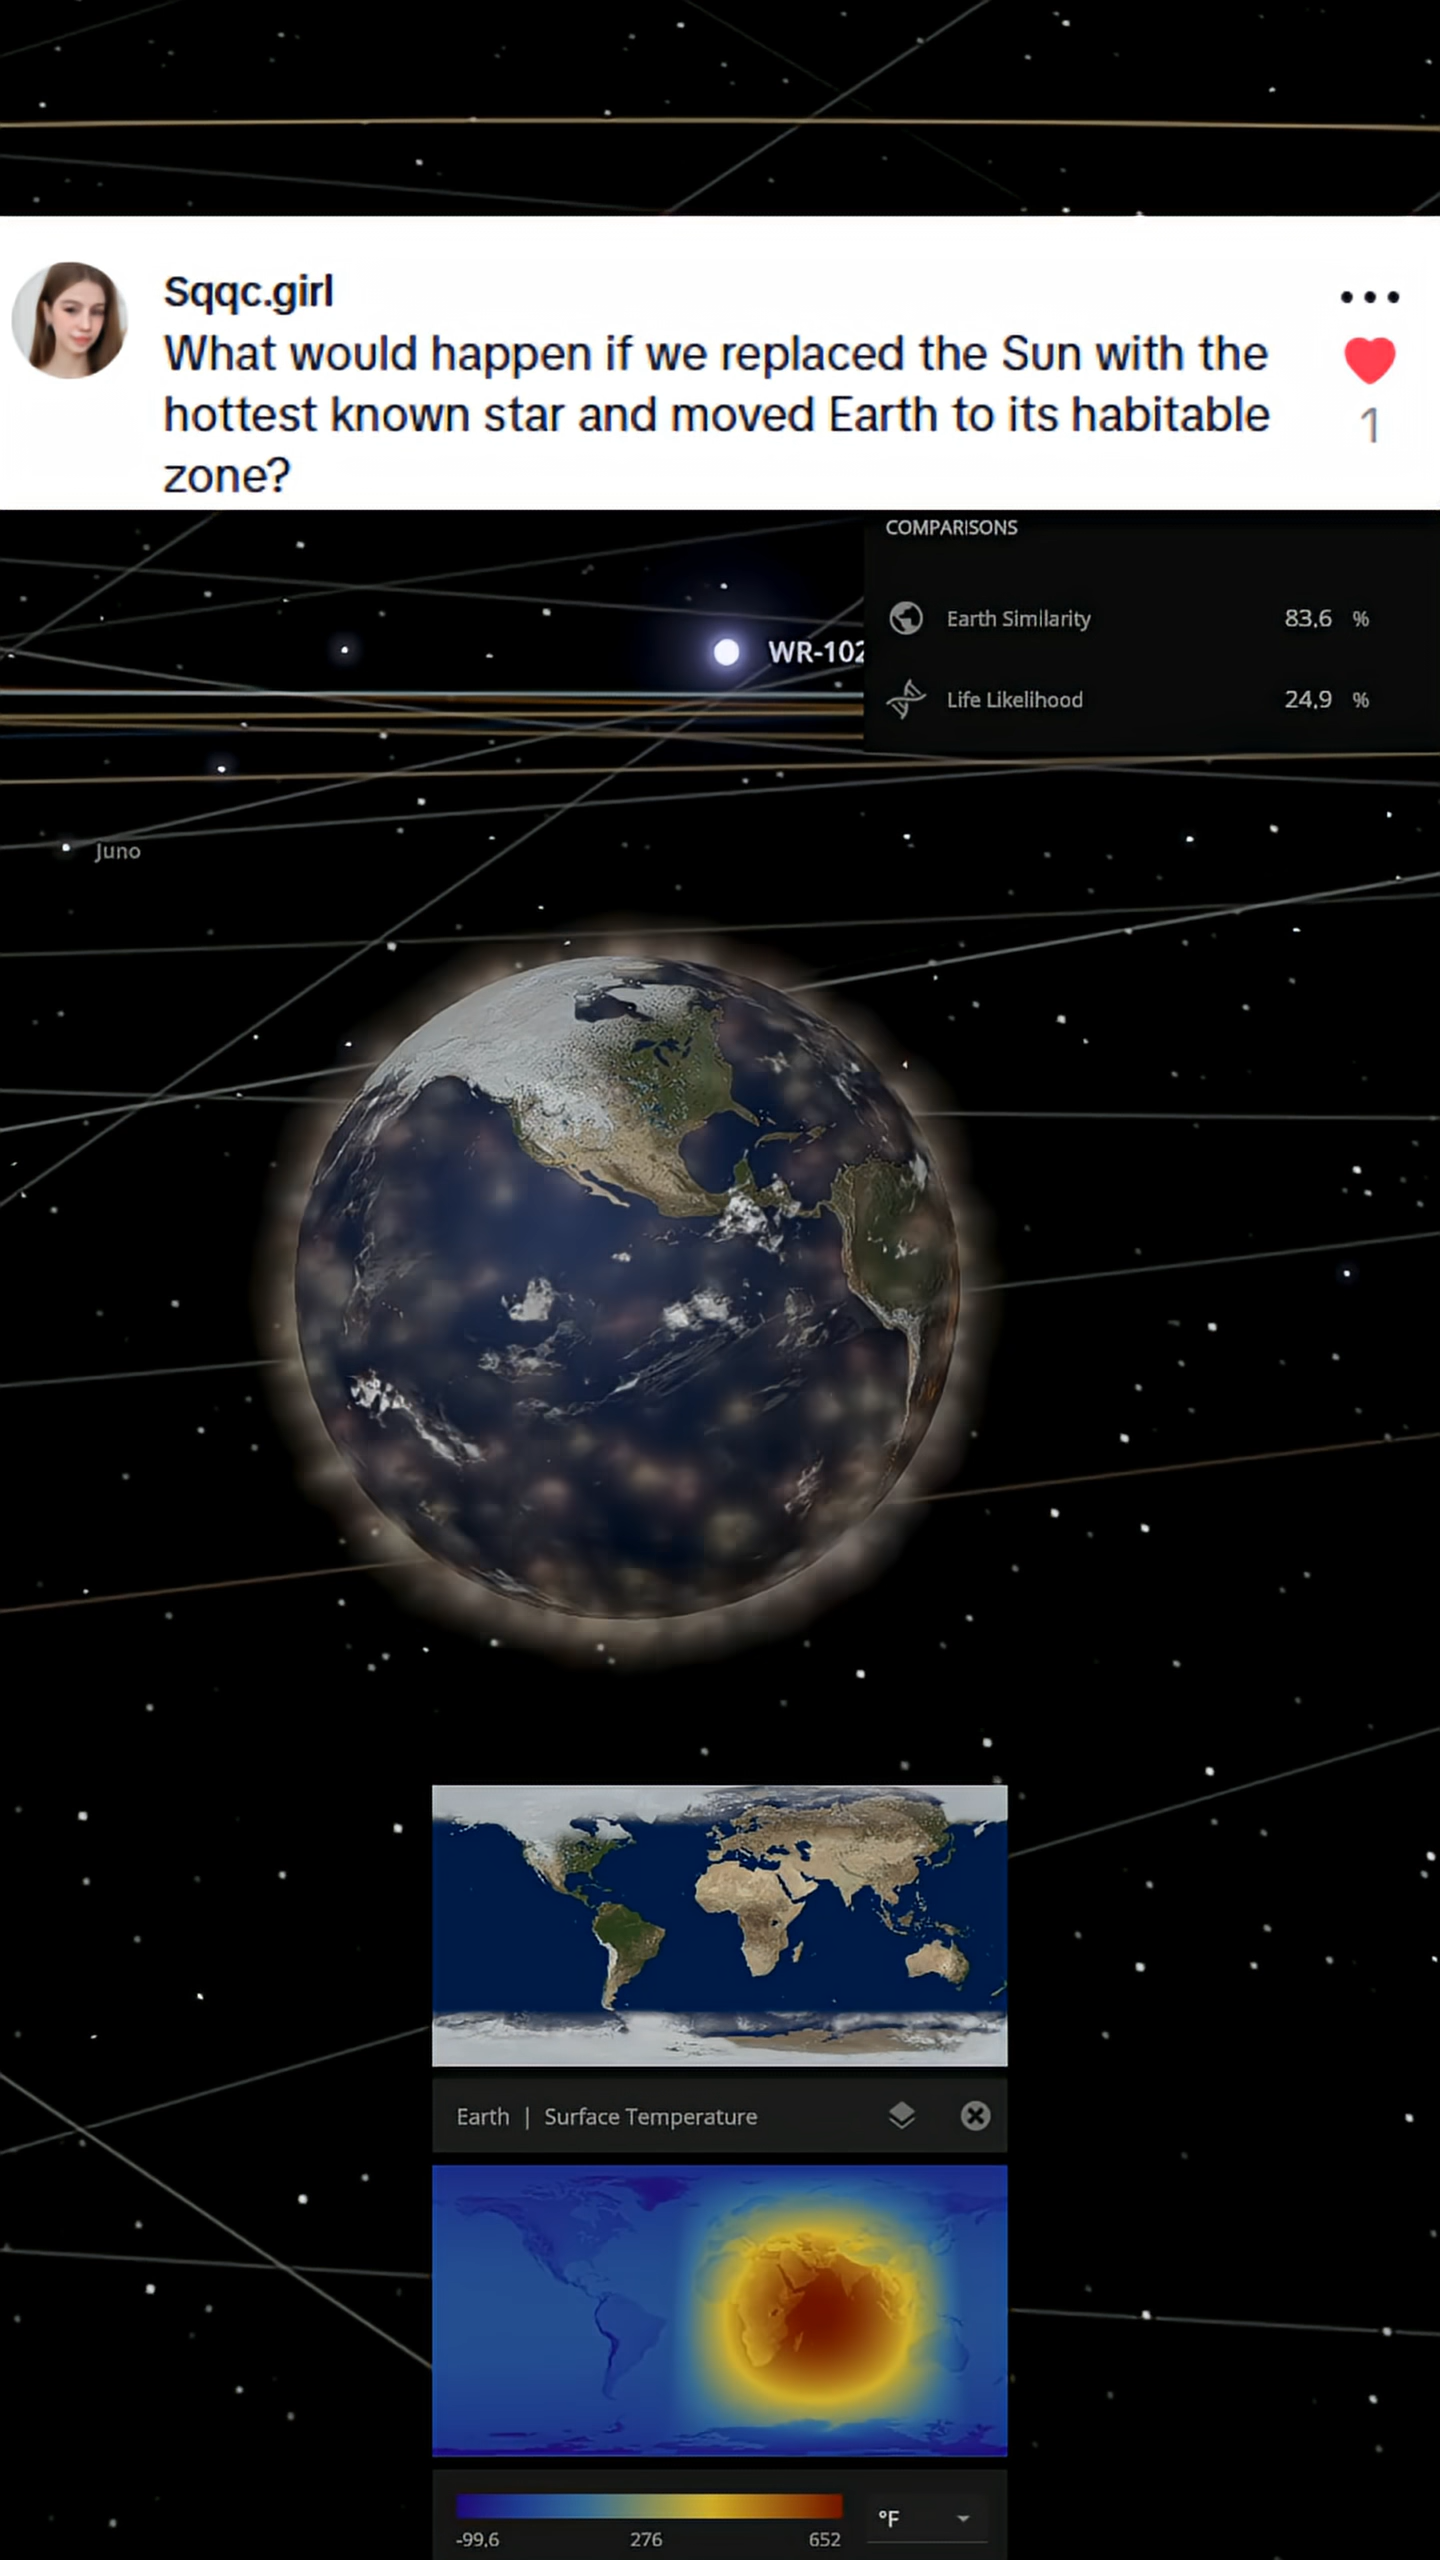 Sqqc.girl
What would happen if we replaced the Sun with the
hottest known star and moved Earth to its habitable
zone?
1
COMPARISONS
Earth Similarity 83,6 %
WR-102
Life Likelihood 24,9 %
Juno
Earth | Surface Temperature
°F
-99,6 276 652